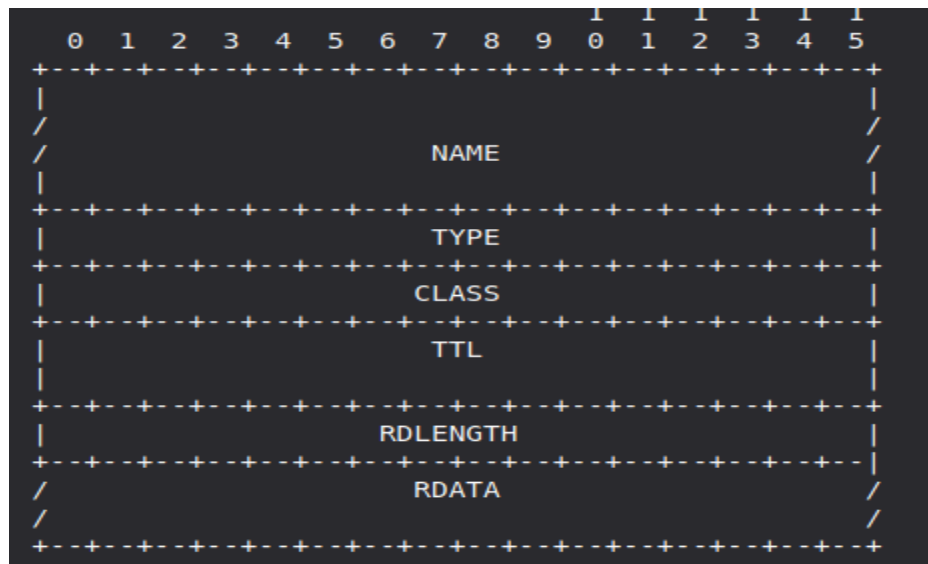 1  1  1  1  1  1
  0  1  2  3  4  5  6  7  8  9  0  1  2  3  4  5
+--+--+--+--+--+--+--+--+--+--+--+--+--+--+--+--+
|                                               |
/                                               /
/                      NAME                     /
|                                               |
+--+--+--+--+--+--+--+--+--+--+--+--+--+--+--+--+
|                      TYPE                     |
+--+--+--+--+--+--+--+--+--+--+--+--+--+--+--+--+
|                     CLASS                     |
+--+--+--+--+--+--+--+--+--+--+--+--+--+--+--+--+
|                      TTL                      |
|                                               |
+--+--+--+--+--+--+--+--+--+--+--+--+--+--+--+--+
|                   RDLENGTH                    |
+--+--+--+--+--+--+--+--+--+--+--+--+--+--+--+--|
/                     RDATA                     /
/                                               /
+--+--+--+--+--+--+--+--+--+--+--+--+--+--+--+--+